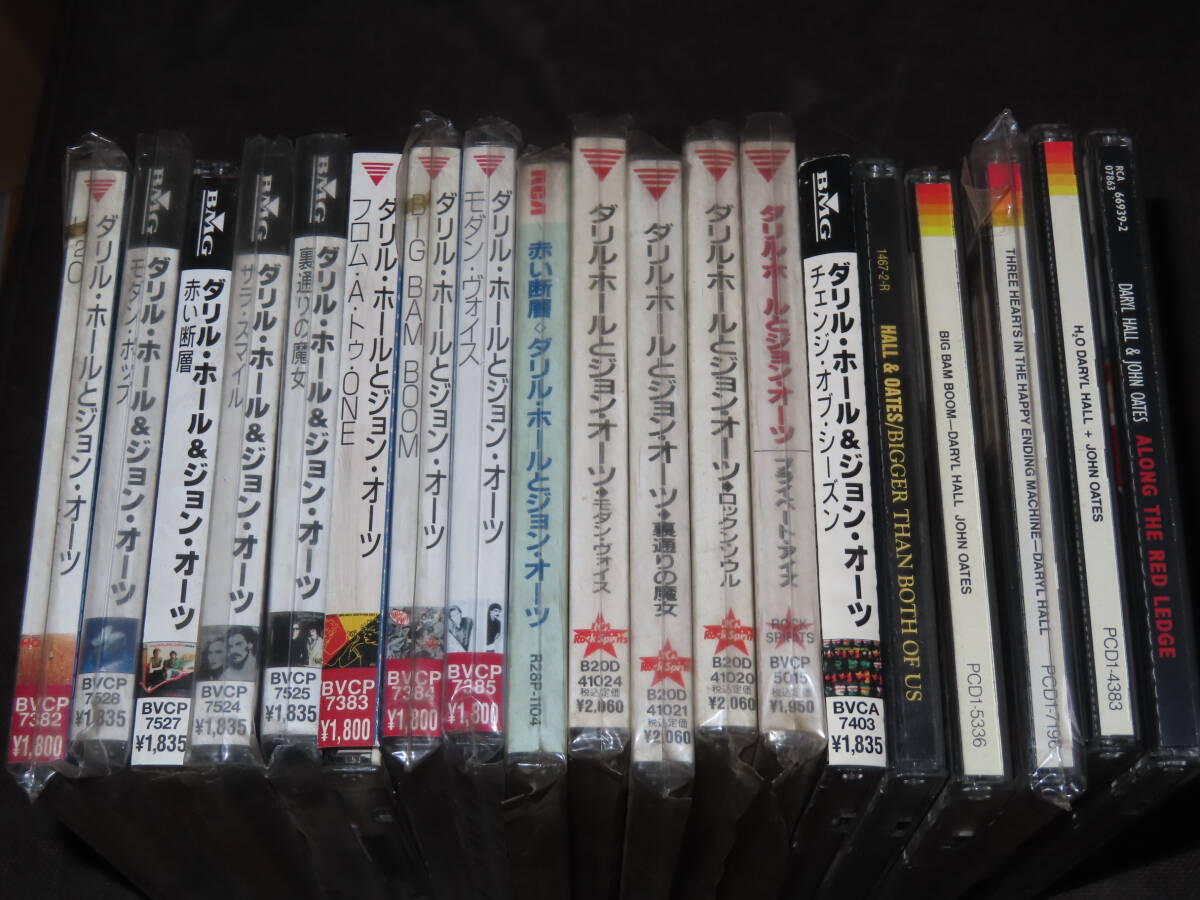 ダリル・ホールとジョン・オーツ
H2O
BVCP
7382
¥1,800
BMG
ダリル・ホール&ジョン・オーツ
モダン・ポップ
BVCP
7528
¥1,835
BMG
ダリル・ホール&ジョン・オーツ
赤い断層
BVCP
7527
¥1,835
BMG
ダリル・ホール&ジョン・オーツ
サラ・スマイル
BVCP
7524
¥1,835
BMG
ダリル・ホール&ジョン・オーツ
裏通りの魔女
BVCP
7525
¥1,835
ダリル・ホールとジョン・オーツ
フロム・A・トゥ・ONE
BVCP
7383
¥1,800
ダリル・ホールとジョン・オーツ
BIG BAM BOOM
BVCP
7384
¥1,800
ダリル・ホールとジョン・オーツ
モダン・ヴォイス
BVCP
7385
¥1,800
RCA
赤い断層◇ダリル・ホールとジョン・オーツ
R28P-1104
ダリル・ホールとジョン・オーツ・モダン・ヴォイス
Rock Spirits
B20D
41024
税込定価
¥2,060
ダリル・ホールとジョン・オーツ・裏通りの魔女
Rock Spirits
B20D
41021
税込定価
¥2,060
ダリル・ホールとジョン・オーツ・ロックン・ソウル
Rock Spirits
B20D
41020
税込定価
¥2,060
ダリル・ホールとジョン・オーツ
プライベート・アイズ
ROCK
SPIRITS
BVCP
5015
¥1,950
BMG
ダリル・ホール&ジョン・オーツ
チェンジ・オブ・シーズン
BVCA
7403
¥1,835
1467-2-R
HALL & OATES/BIGGER THAN BOTH OF US
BIG BAM BOOM—DARYL HALL JOHN OATES
PCD1-5336
THREE HEARTS IN THE HAPPY ENDING MACHINE—DARYL HALL
PCD1-7196
H₂O DARYL HALL + JOHN OATES
PCD1-4383
RCA 66939-2
07863
DARYL HALL & JOHN OATES ALONG THE RED LEDGE